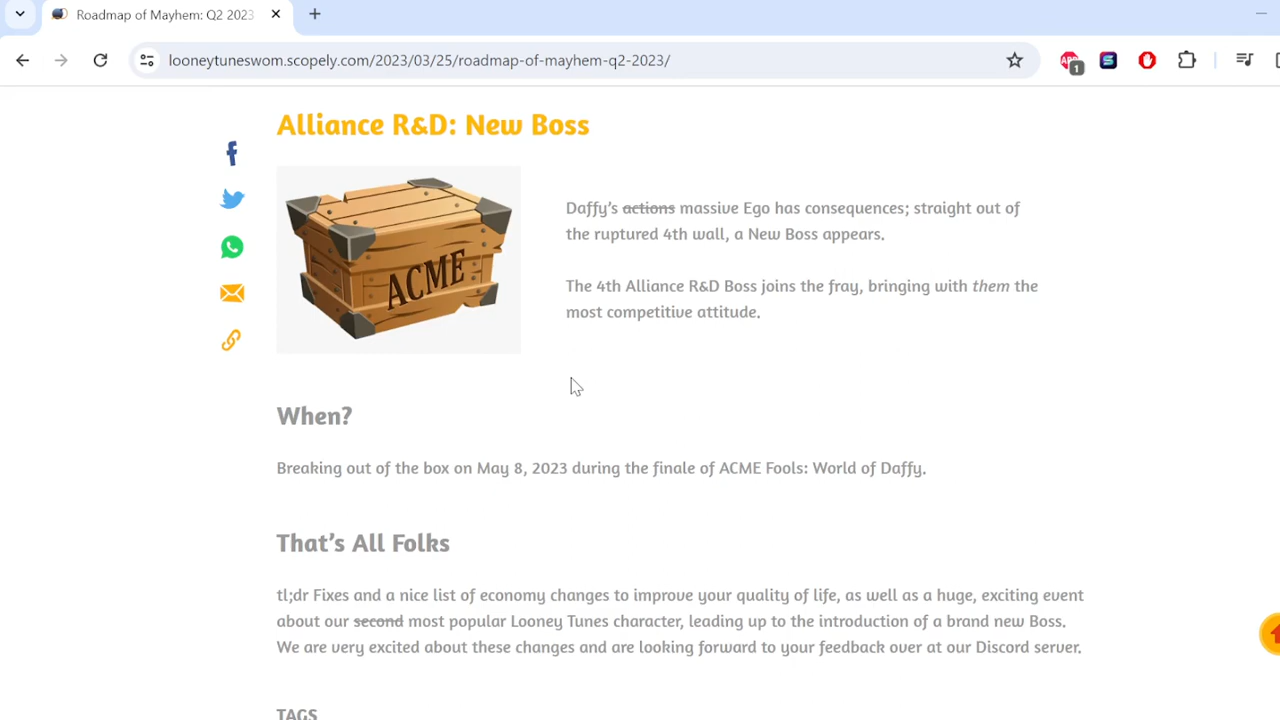 Roadmap of Mayhem: Q2 2023
looneytuneswom.scopely.com/2023/03/25/roadmap-of-mayhem-q2-2023/
1
Alliance R&D: New Boss
ACME
Daffy's actions massive Ego has consequences; straight out of
the ruptured 4th wall, a New Boss appears.
The 4th Alliance R&D Boss joins the fray, bringing with them the
most competitive attitude.
When?
Breaking out of the box on May 8, 2023 during the finale of ACME Fools: World of Daffy.
That's All Folks
tl;dr Fixes and a nice list of economy changes to improve your quality of life, as well as a huge, exciting event
about our second most popular Looney Tunes character, leading up to the introduction of a brand new Boss.
We are very excited about these changes and are looking forward to your feedback over at our Discord server.
TAGS